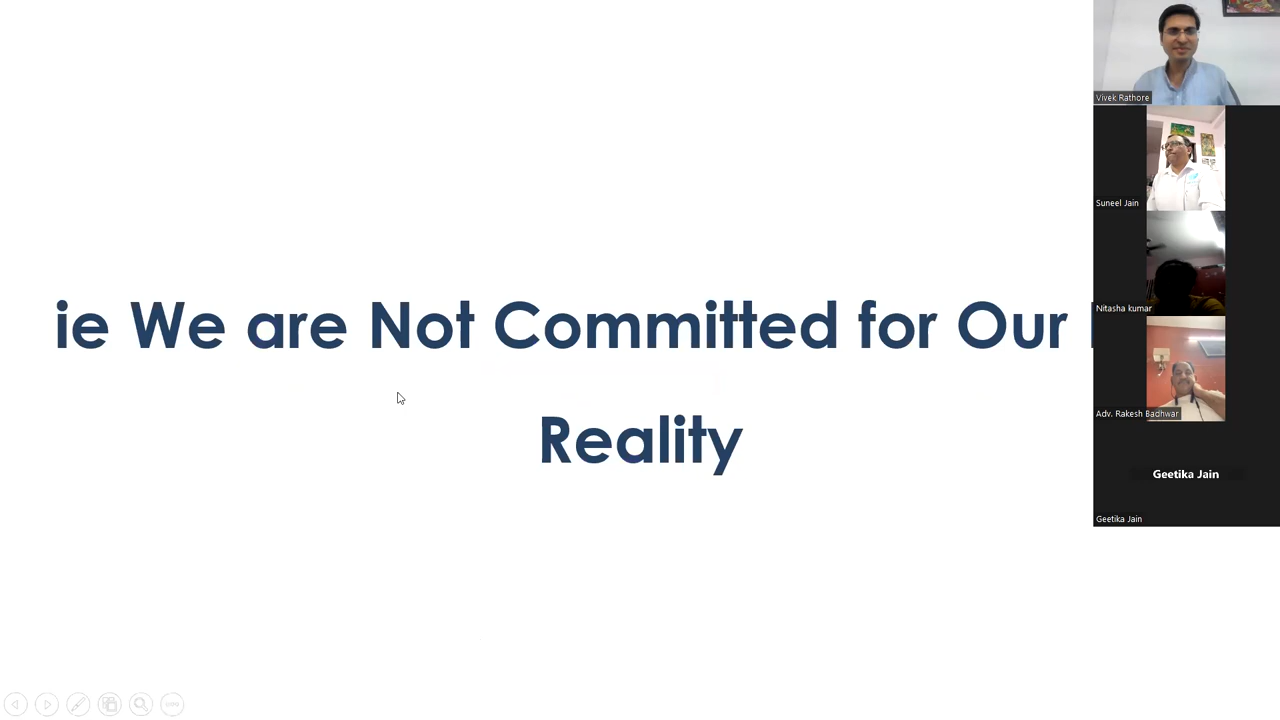 ie We are Not Committed for Our
Reality
Vivek Rathore
Suneel Jain
Nitasha kumar
Adv. Rakesh Badhwar
Geetika Jain
Geetika Jain